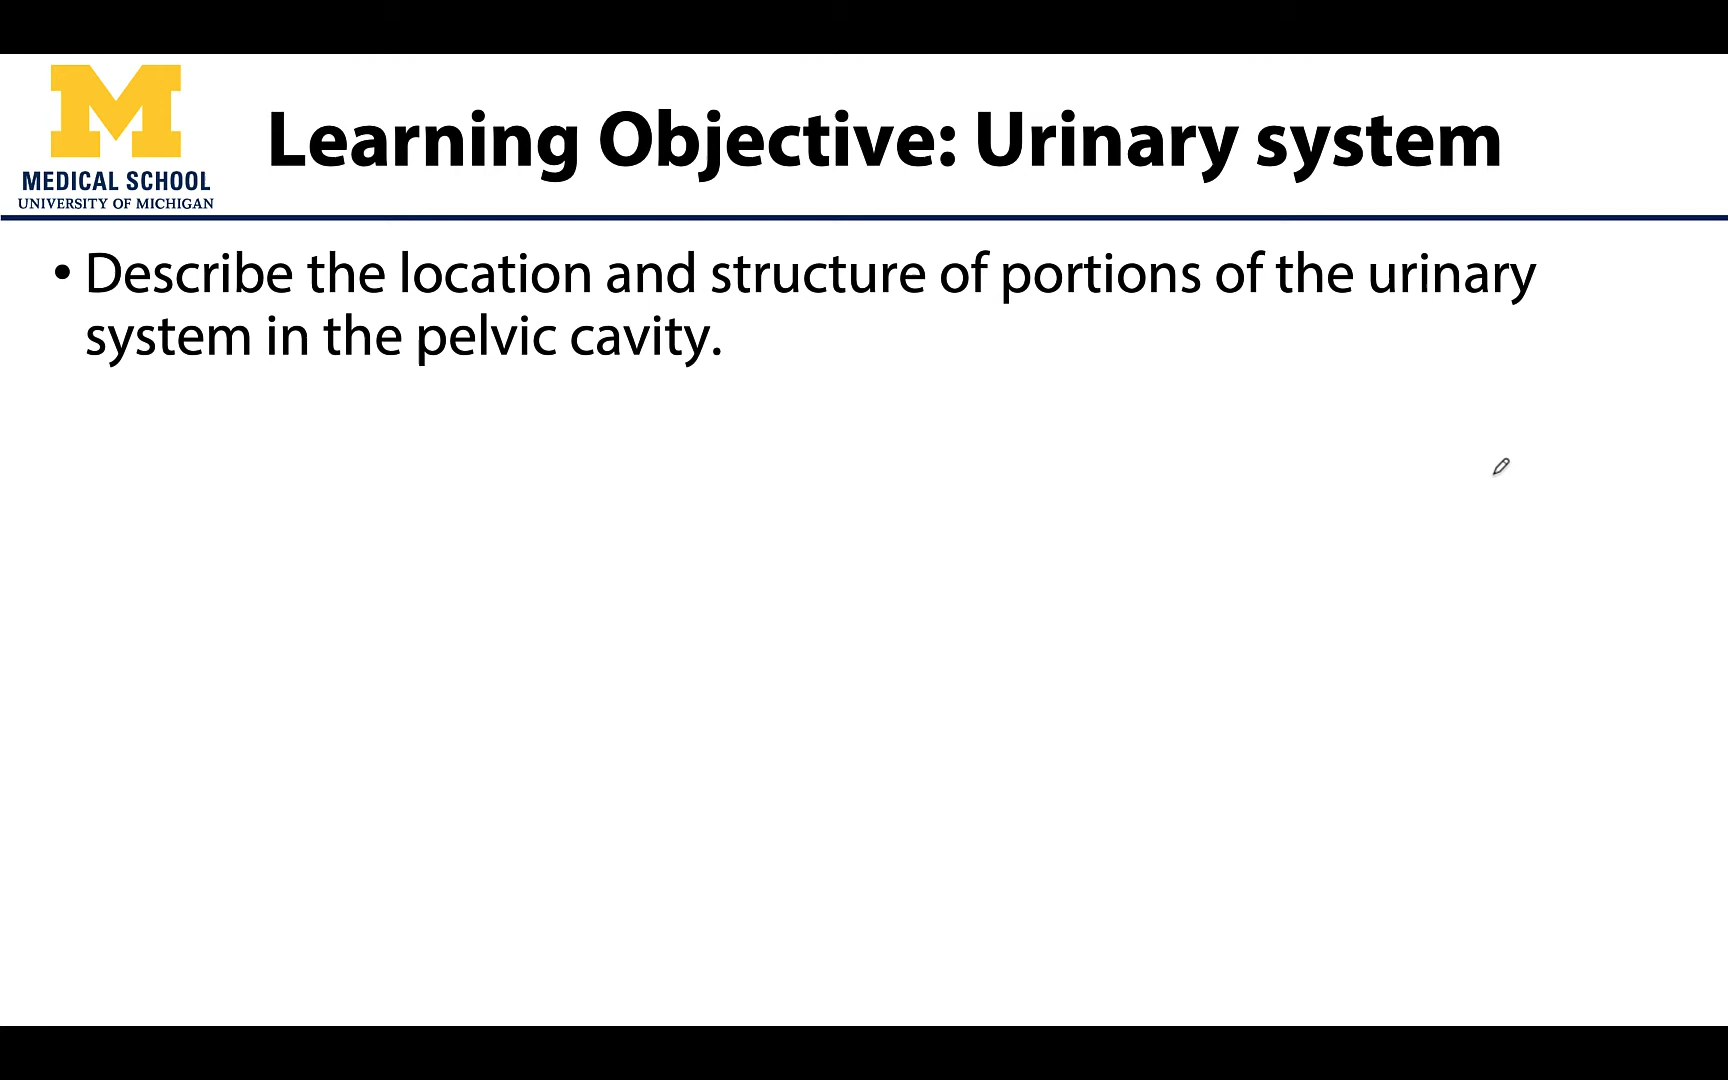 M
MEDICAL SCHOOL
UNIVERSITY OF MICHIGAN
Learning Objective: Urinary system
• Describe the location and structure of portions of the urinary
system in the pelvic cavity.